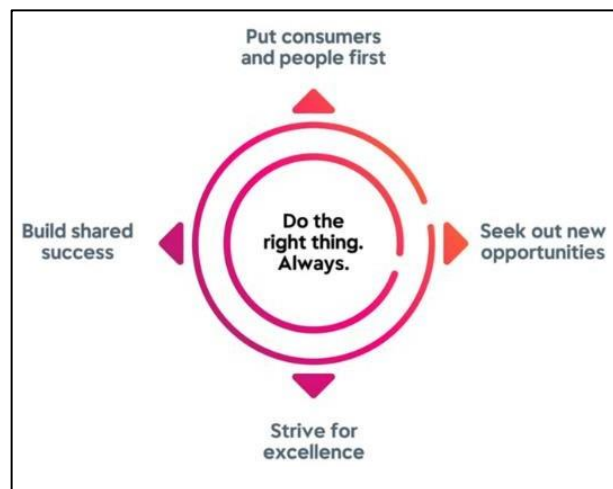 Put consumers
and people first
Build shared
success
Do the
right thing.
Always.
Seek out new
opportunities
Strive for
excellence